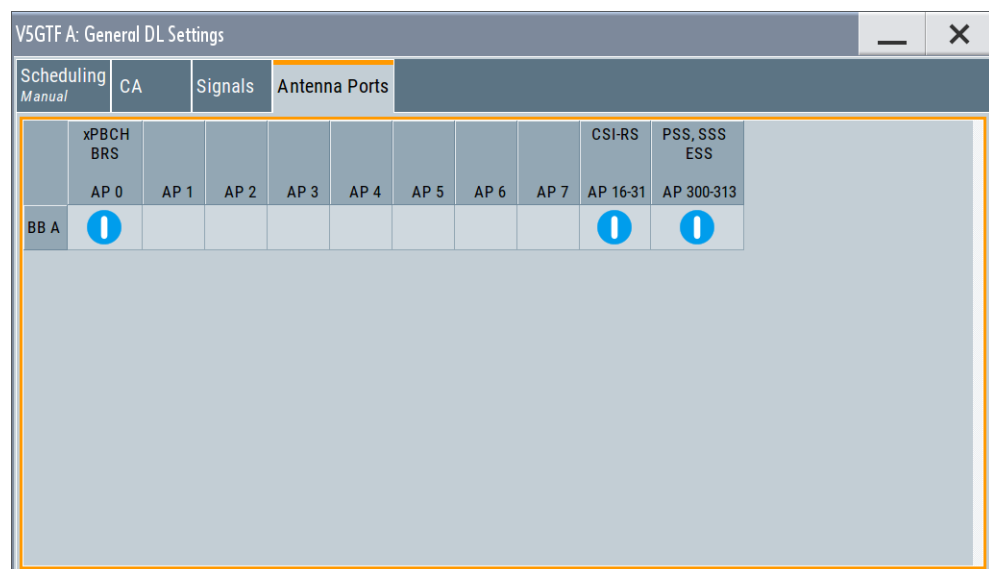 V5GTF A: General DL Settings
Scheduling
Manual
CA
Signals
Antenna Ports
xPBCH
BRS
CSI-RS
PSS, SSS
ESS
AP 0 AP 1 AP 2 AP 3 AP 4 AP 5 AP 6 AP 7 AP 16-31 AP 300-313
BB A